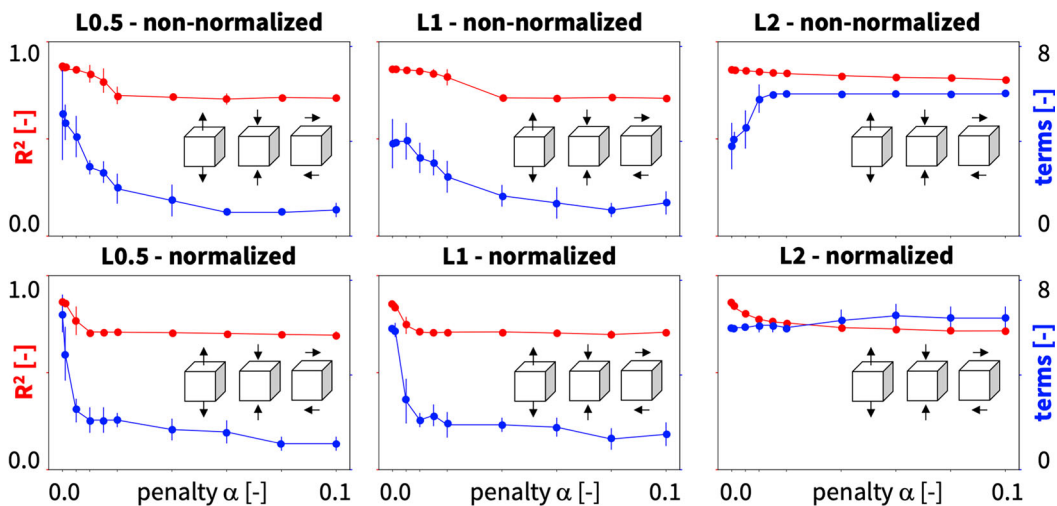 L0.5 - non-normalized
L1 - non-normalized
L2 - non-normalized
1.0
8
R² [-]
terms [-]
0.0
0
L0.5 - normalized
L1 - normalized
L2 - normalized
1.0
8
R² [-]
terms [-]
0.0
0
0.0 penalty α [-] 0.1
0.0 penalty α [-] 0.1
0.0 penalty α [-] 0.1